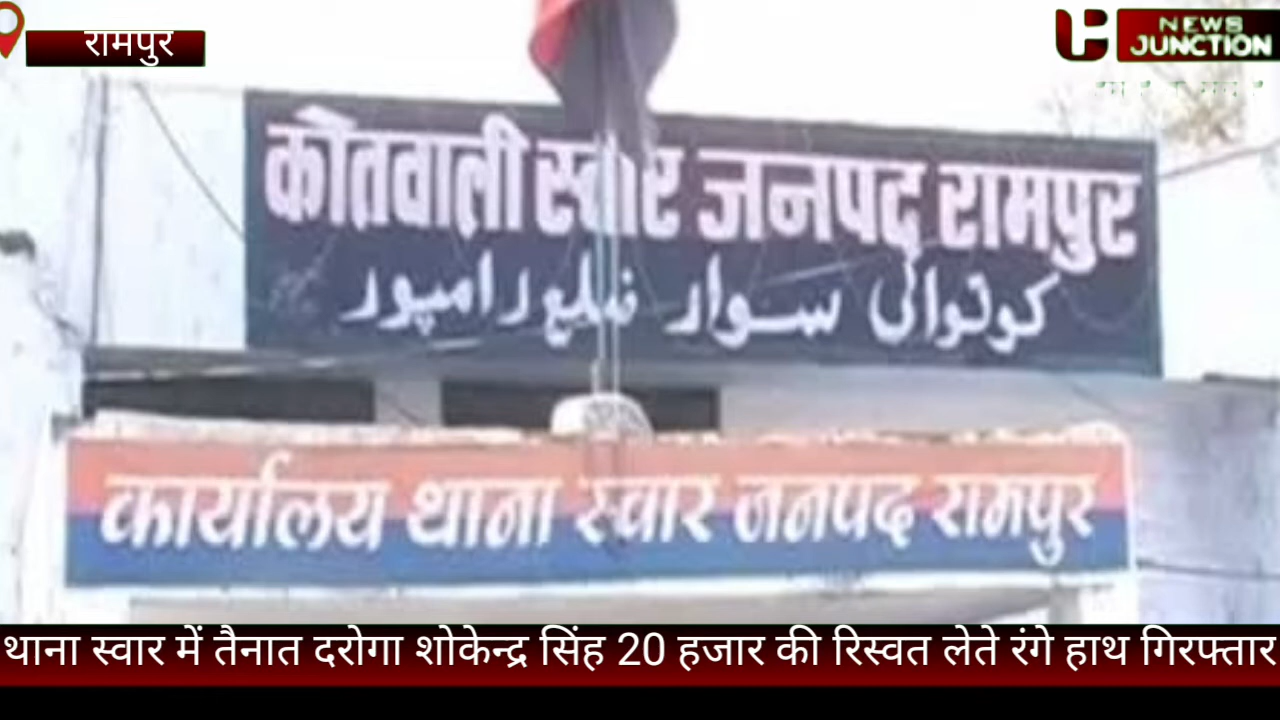 रामपुर
NEWS
JUNCTION
कोतवाली स्वार जनपद रामपुर
کوتوالی سوار ضلع رامپور
कार्यालय थाना स्वार जनपद रामपुर
थाना स्वार में तैनात दरोगा शोकेन्द्र सिंह 20 हजार की रिस्वत लेते रंगे हाथ गिरफ्तार